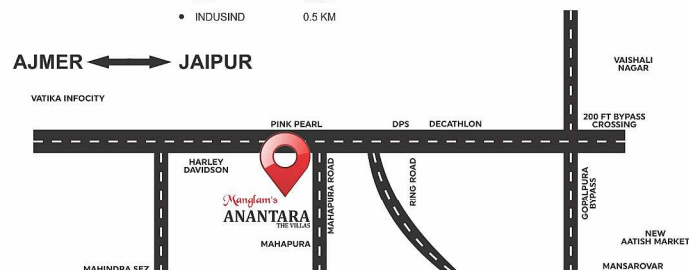 • INDUSIND 0.5 KM
AJMER JAIPUR
VAISHALI
NAGAR
VATIKA INFOCITY
PINK PEARL
DPS
DECATHLON
200 FT BYPASS
CROSSING
HARLEY
DAVIDSON
Manglam's
ANANTARA
THE VILLAS
MAHAPURA ROAD
RING ROAD
GOPALPURA
BYPASS
MAHAPURA
NEW
AATISH MARKET
MAHINDRA SEZ
MANSAROVAR